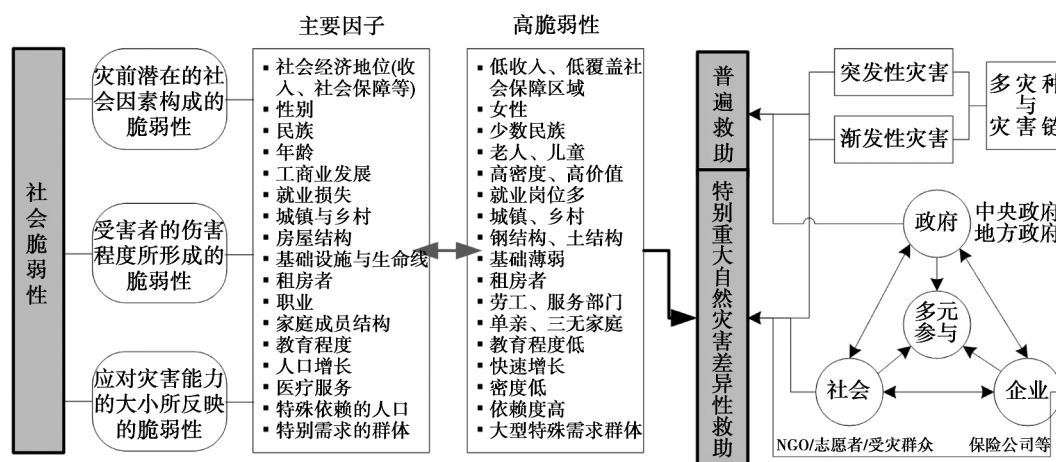 主要因子
高脆弱性
社会脆弱性
灾前潜在的社
会因素构成的
脆弱性
受害者的伤害
程度所形成的
脆弱性
应对灾害能力
的大小所反映
的脆弱性
▪ 社会经济地位(收
入、社会保障等)
▪ 性别
▪ 民族
▪ 年龄
▪ 工商业发展
▪ 就业损失
▪ 城镇与乡村
▪ 房屋结构
▪ 基础设施与生命线
▪ 租房者
▪ 职业
▪ 家庭成员结构
▪ 教育程度
▪ 人口增长
▪ 医疗服务
▪ 特殊依赖的人口
▪ 特别需求的群体
▪ 低收入、低覆盖社
会保障区域
▪ 女性
▪ 少数民族
▪ 老人、儿童
▪ 高密度、高价值
▪ 就业岗位多
▪ 城镇、乡村
▪ 钢结构、土结构
▪ 基础薄弱
▪ 租房者
▪ 劳工、服务部门
▪ 单亲、三无家庭
▪ 教育程度低
▪ 快速增长
▪ 密度低
▪ 依赖度高
▪ 大型特殊需求群体
普遍救助
特别重大自然灾害差异性救助
突发性灾害
渐发性灾害
多灾种
与
灾害链
政府
中央政府
地方政府
多元
参与
社会
企业
NGO/志愿者/受灾群众
保险公司等